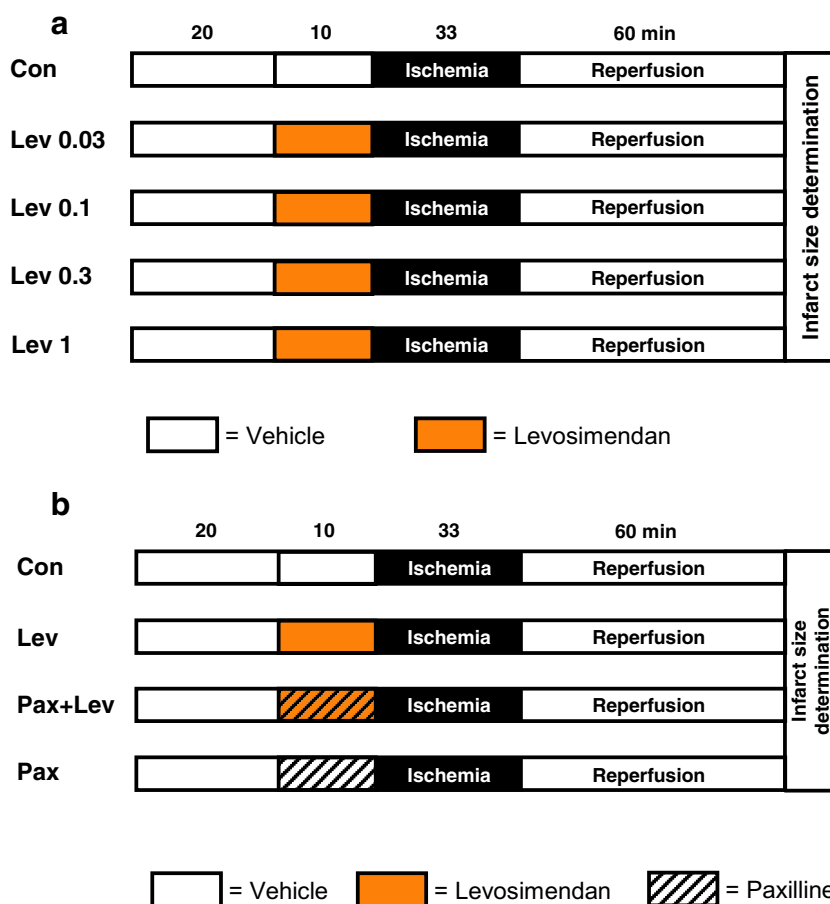 a
20 10 33 60 min
Con Ischemia Reperfusion
Lev 0.03 Ischemia Reperfusion
Lev 0.1 Ischemia Reperfusion
Lev 0.3 Ischemia Reperfusion
Lev 1 Ischemia Reperfusion
Infarct size determination
= Vehicle = Levosimendan
b
20 10 33 60 min
Con Ischemia Reperfusion
Lev Ischemia Reperfusion
Pax+Lev Ischemia Reperfusion
Pax Ischemia Reperfusion
Infarct size
determination
= Vehicle = Levosimendan = Paxilline